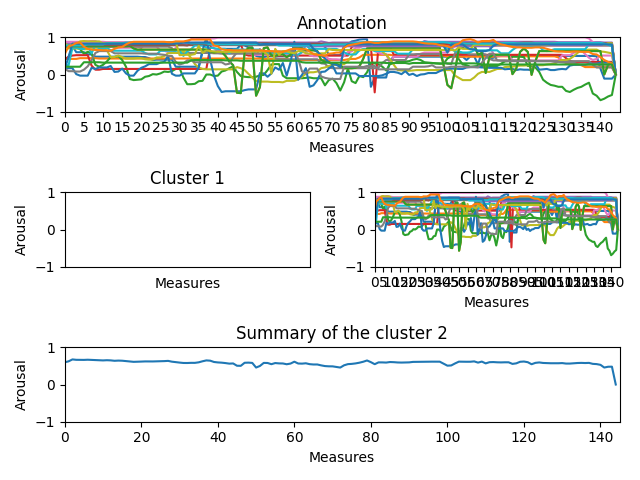 Annotation
Arousal
1
0
−1
0 5 10 15 20 25 30 35 40 45 50 55 60 65 70 75 80 85 90 95 100 105 110 115 120 125 130 135 140
Measures
Cluster 1
Arousal
1
0
−1
Measures
Cluster 2
Arousal
1
0
−1
Measures
Summary of the cluster 2
Arousal
1
0
−1
0 20 40 60 80 100 120 140
Measures